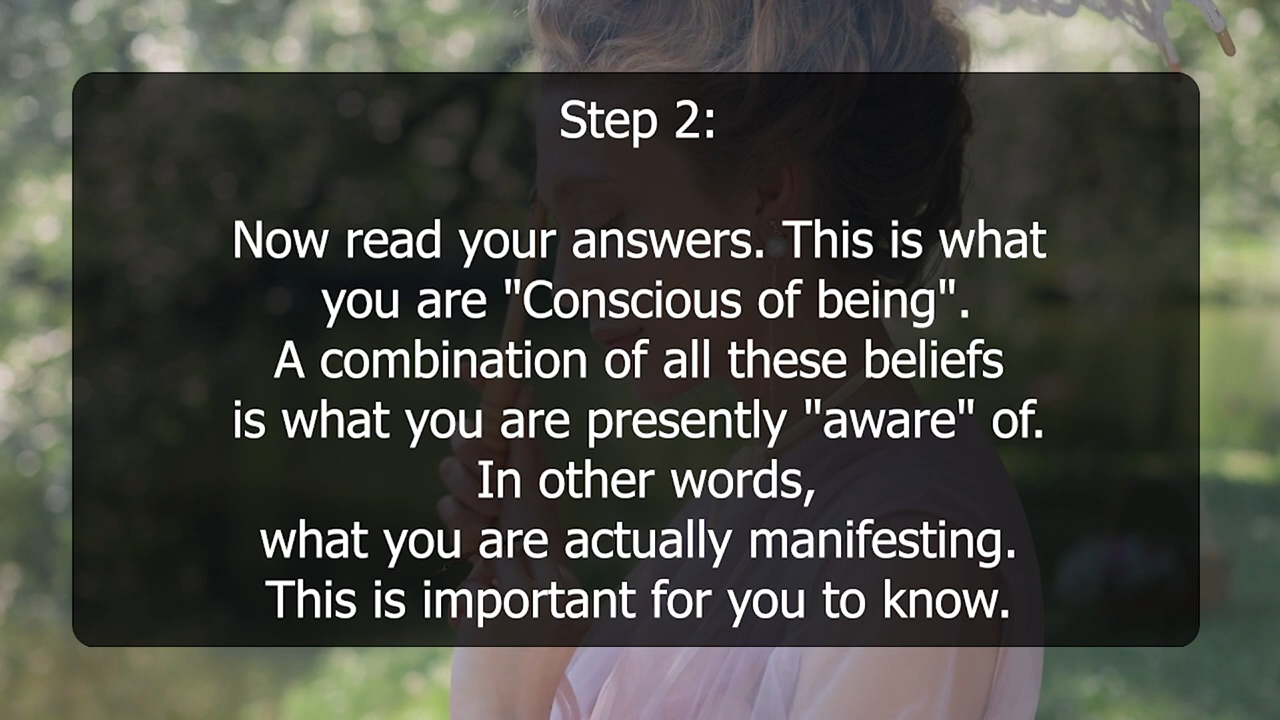 Step 2:
Now read your answers. This is what
you are "Conscious of being".
A combination of all these beliefs
is what you are presently "aware" of.
In other words,
what you are actually manifesting.
This is important for you to know.